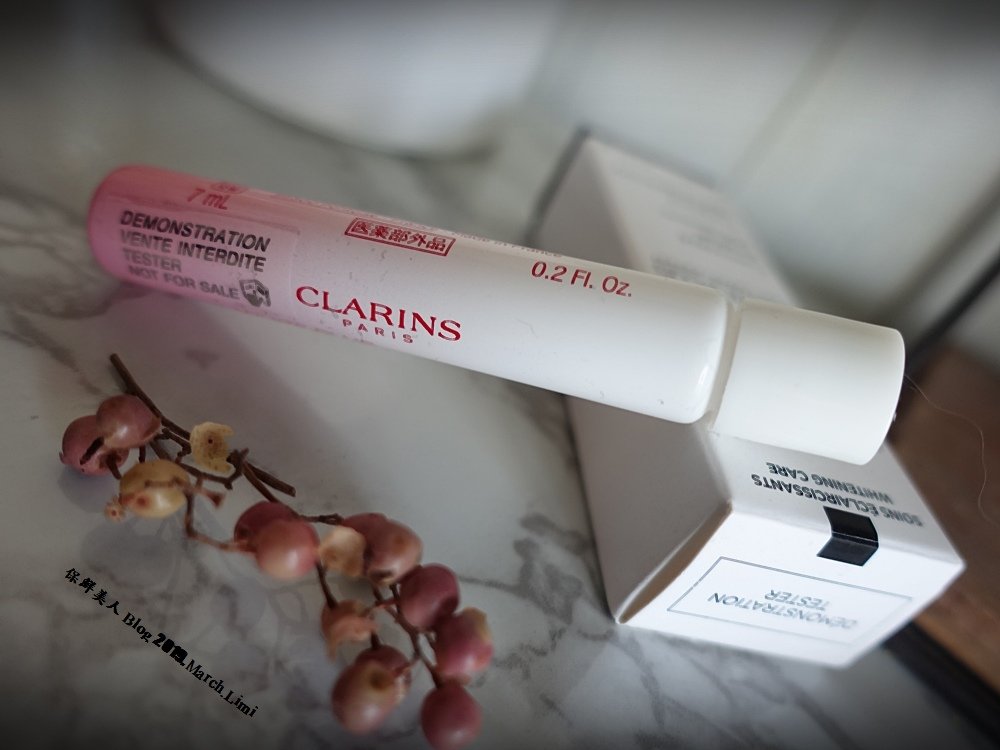 7 mL
DEMONSTRATION
VENTE INTERDITE
TESTER
NOT FOR SALE
医薬部外品
0.2 Fl. Oz.
CLARINS
PARIS
SOINS ÉCLAIRCISSANTS
WHITENING CARE
DEMONSTRATION
TESTER
保鮮美人 Blog.2019.March.Limi